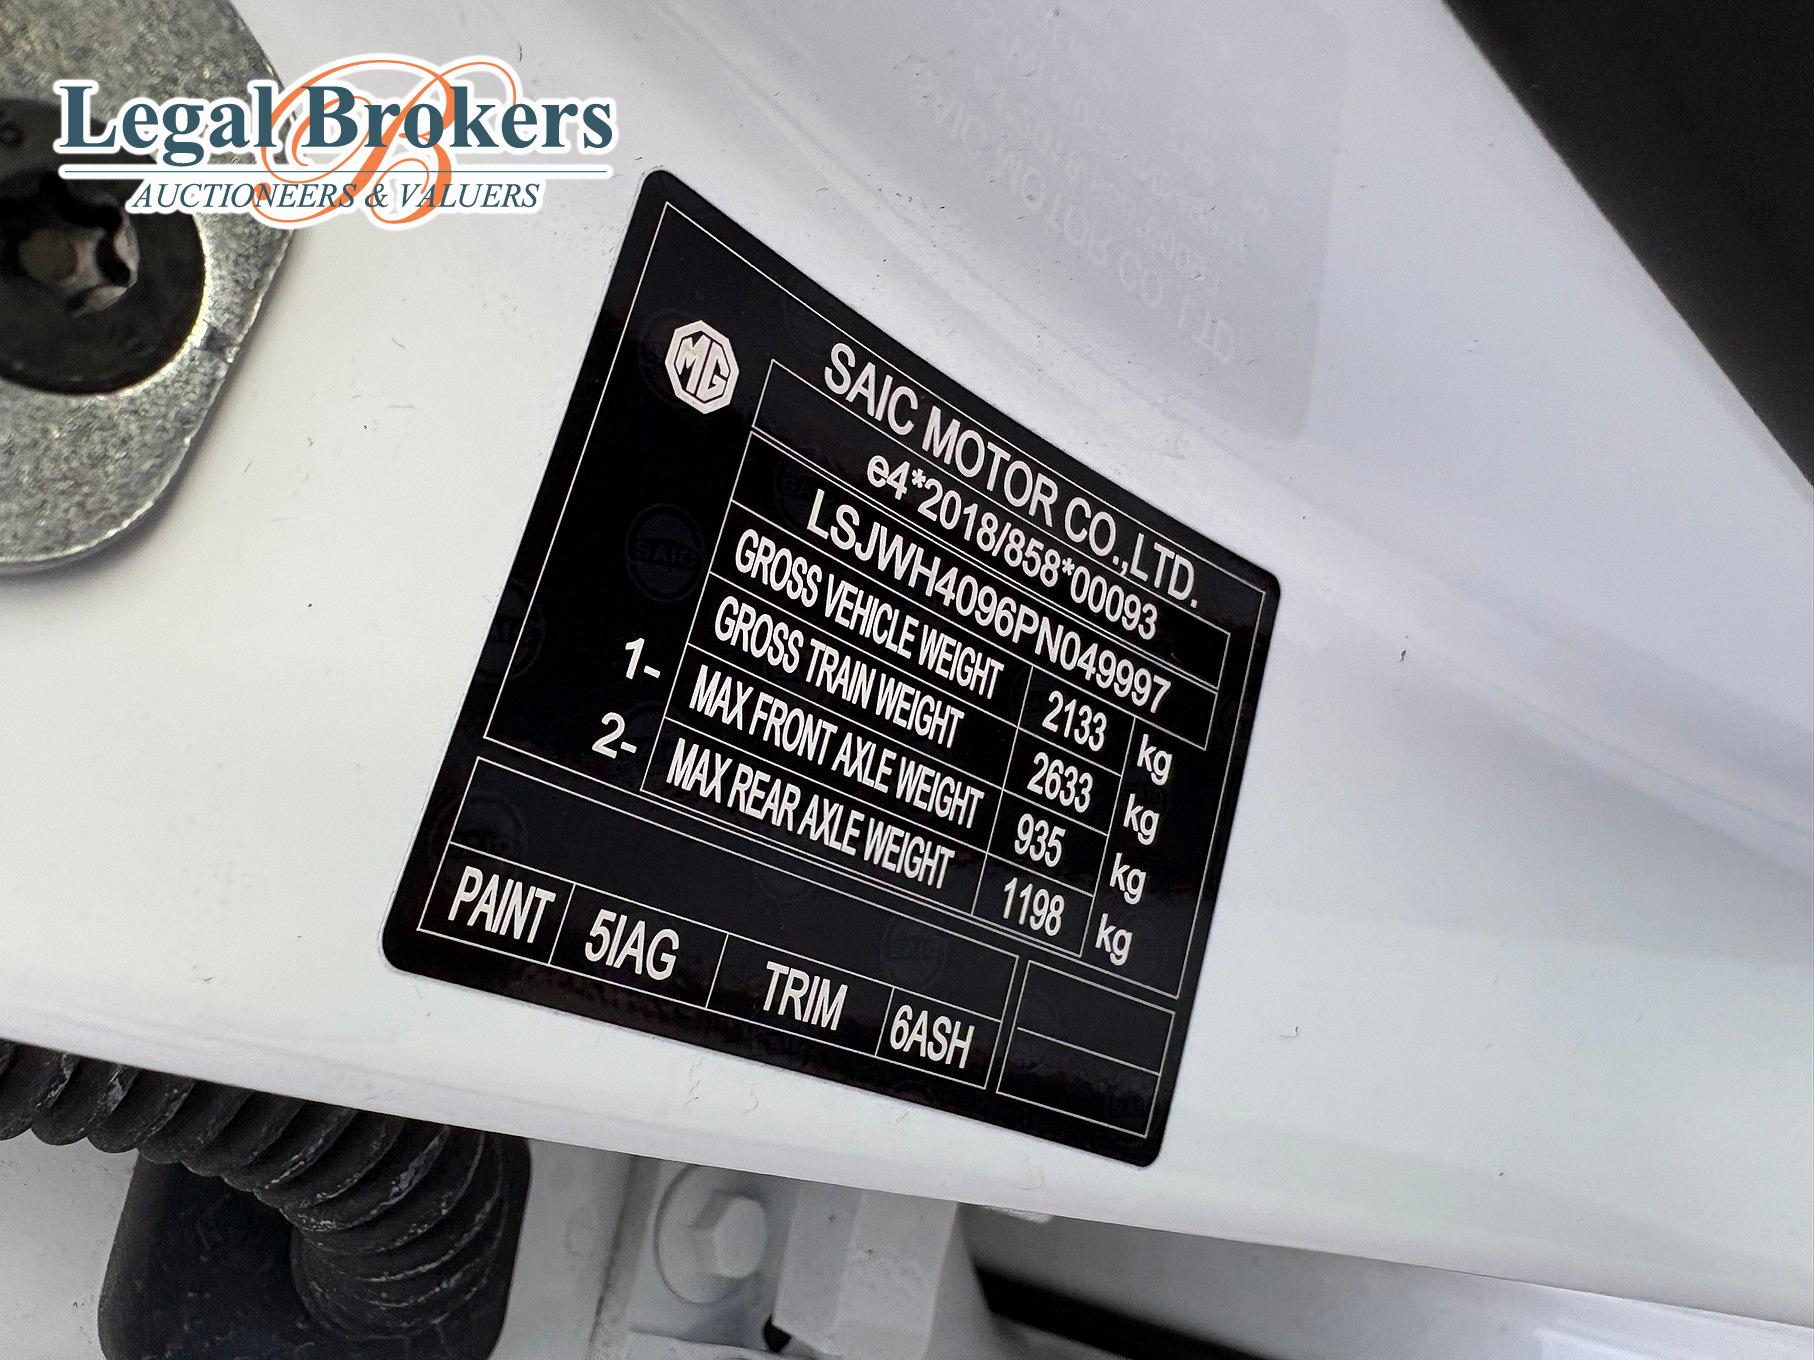 Legal Brokers
AUCTIONEERS & VALUERS
MG
SAIC MOTOR CO.,LTD.
e4*2018/858*00093
LSJWH4096PN049997
GROSS VEHICLE WEIGHT 2133 kg
GROSS TRAIN WEIGHT 2633 kg
1- MAX FRONT AXLE WEIGHT 935 kg
2- MAX REAR AXLE WEIGHT 1198 kg
PAINT 5IAG TRIM 6ASH
SAIC